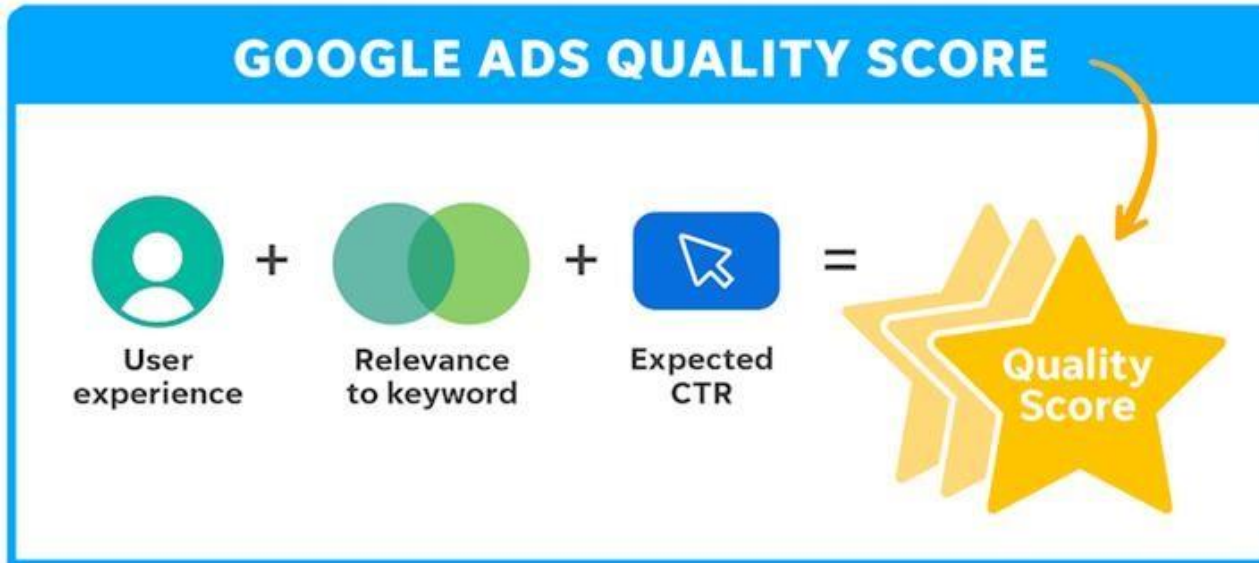 GOOGLE ADS QUALITY SCORE
User
experience
+
Relevance
to keyword
+
Expected
CTR
=
Quality
Score